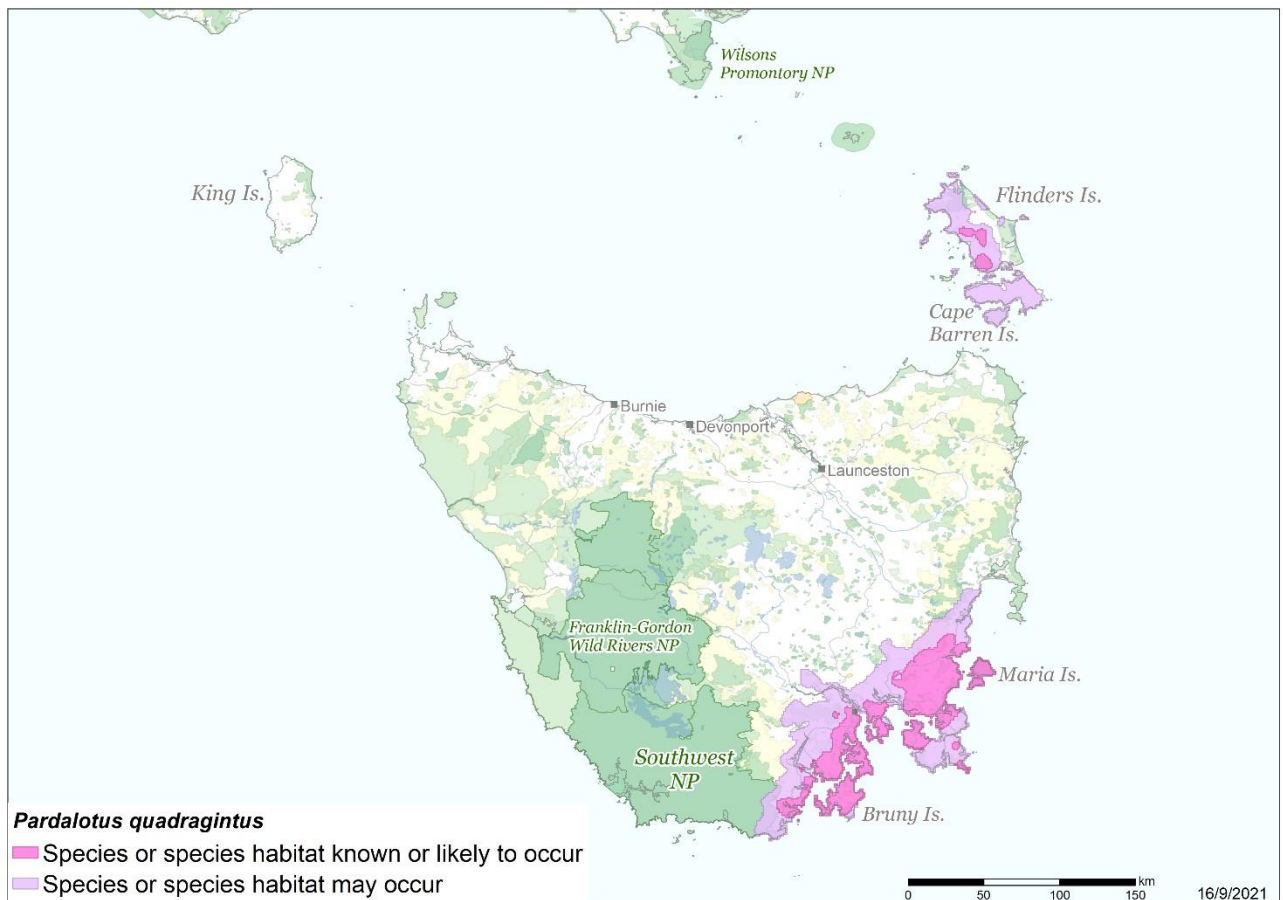 Wilsons
Promontory NP
King Is.
Flinders Is.
Cape
Barren Is.
Burnie
Devonport
Launceston
Franklin-Gordon
Wild Rivers NP
Maria Is.
Southwest
NP
Bruny Is.
Pardalotus quadragintus
Species or species habitat known or likely to occur
Species or species habitat may occur
km
0 50 100 150
16/9/2021